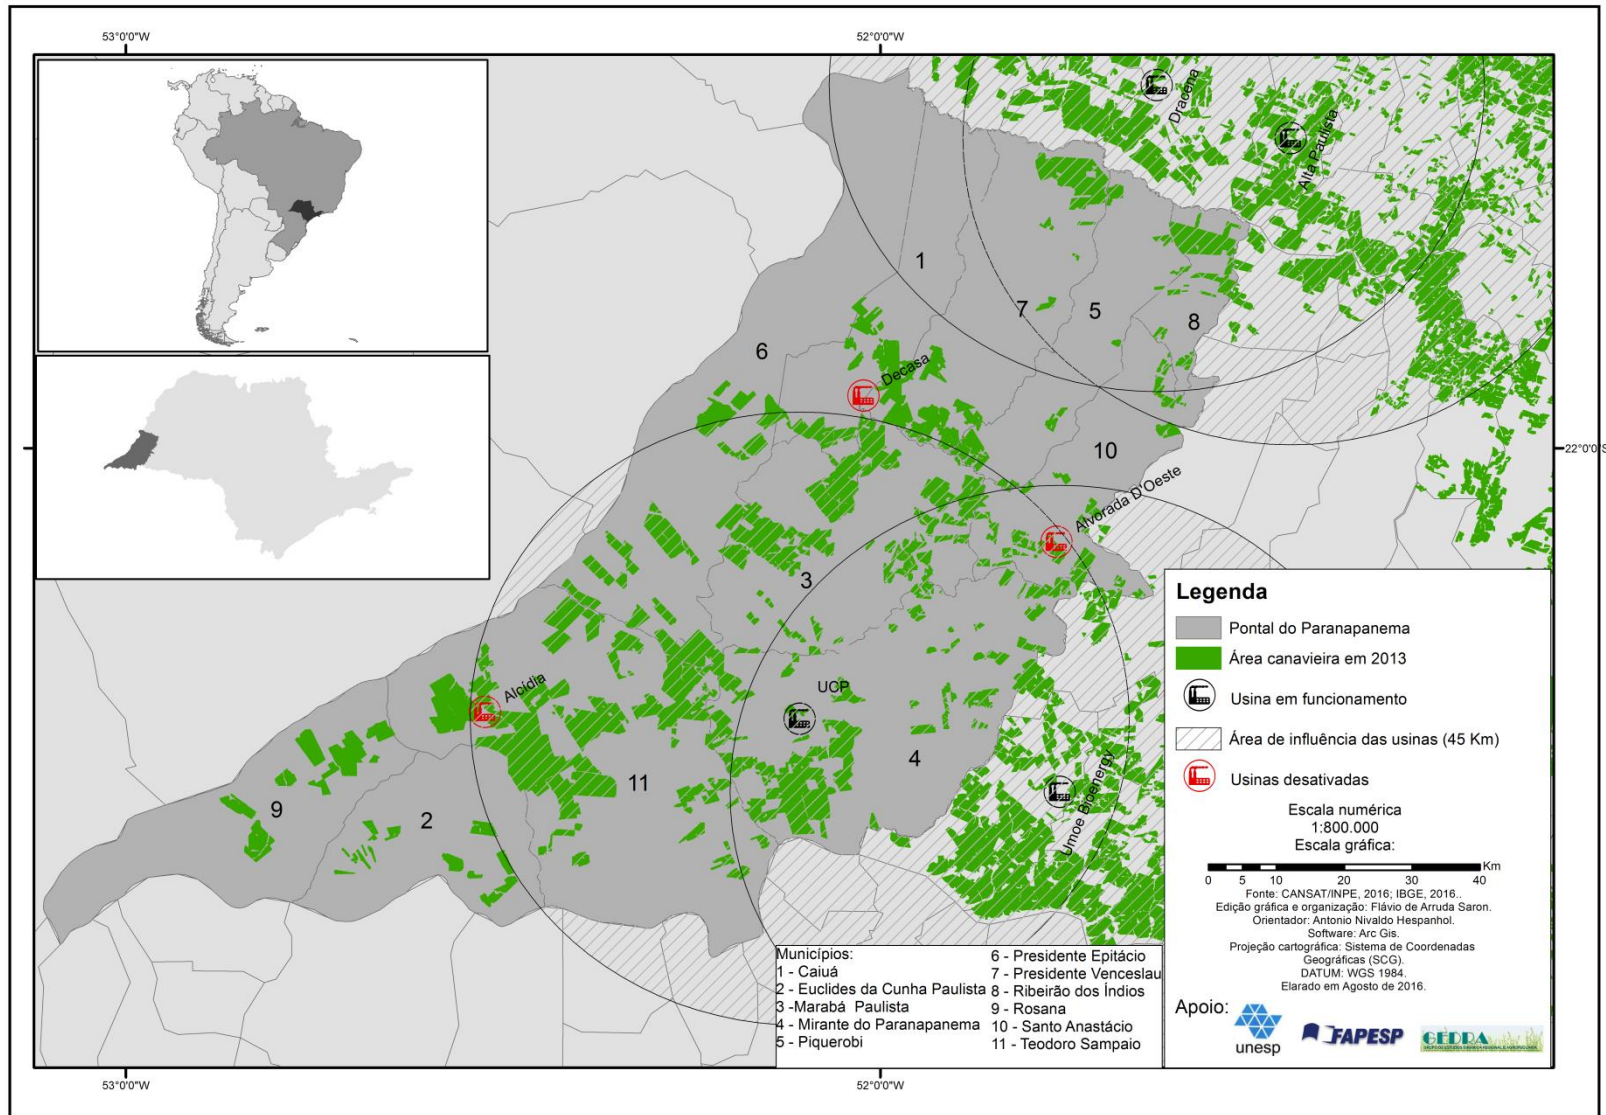 53°0'0"W
52°0'0"W
Dracena
Alta Paulista
1
7
5
8
6
Decasa
10
22°0'0"S
Alvorada D'Oeste
3
Alcídia
UCP
4
11
9
2
Umoe Bioenergy
Legenda
Pontal do Paranapanema
Área canavieira em 2013
Usina em funcionamento
Área de influência das usinas (45 Km)
Usinas desativadas
Escala numérica
1:800.000
Escala gráfica:
Km
0 5 10 20 30 40
Fonte: CANSAT/INPE, 2016; IBGE, 2016..
Edição gráfica e organização: Flávio de Arruda Saron.
Orientador: Antonio Nivaldo Hespanhol.
Software: Arc Gis.
Projeção cartográfica: Sistema de Coordenadas
Geográficas (SCG).
DATUM: WGS 1984.
Elarado em Agosto de 2016.
Apoio:
unesp
FAPESP
GEDRA
Municípios:
1 - Caiuá
2 - Euclides da Cunha Paulista
3 -Marabá Paulista
4 - Mirante do Paranapanema
5 - Piquerobi
6 - Presidente Epitácio
7 - Presidente Venceslau
8 - Ribeirão dos Índios
9 - Rosana
10 - Santo Anastácio
11 - Teodoro Sampaio
53°0'0"W
52°0'0"W